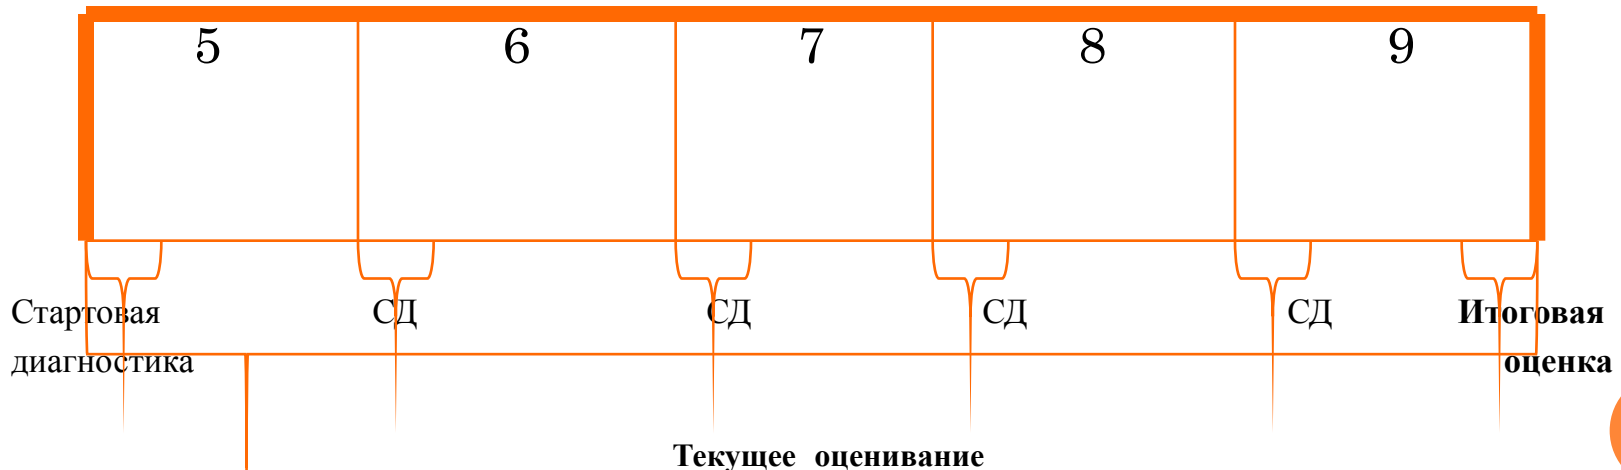 5 6 7 8 9
Стартовая СД СД СД СД Итоговая
диагностика оценка
Текущее оценивание